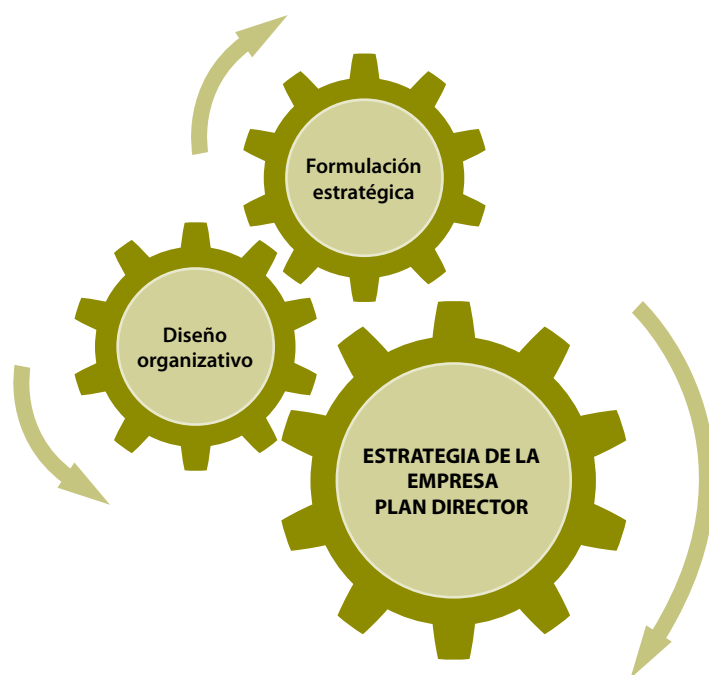 Formulación
estratégica
Diseño
organizativo
ESTRATEGIA DE LA
EMPRESA
PLAN DIRECTOR